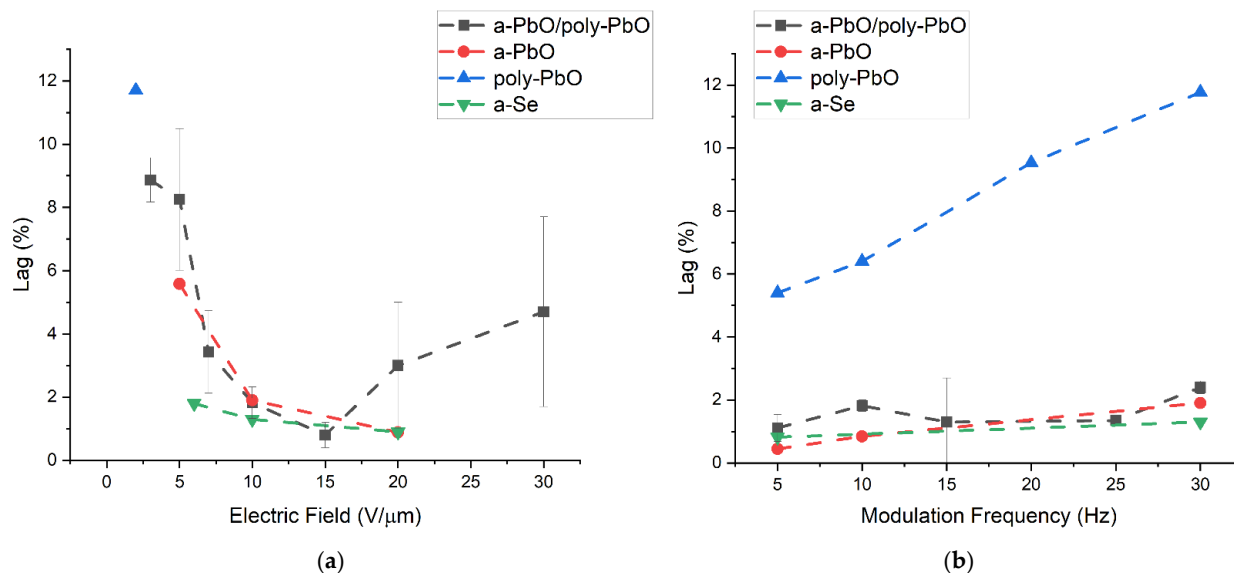 a-PbO/poly-PbO
a-PbO
poly-PbO
a-Se
12
10
8
6
4
2
0
Lag (%)
0 5 10 15 20 25 30
Electric Field (V/μm)
(a)
a-PbO/poly-PbO
a-PbO
poly-PbO
a-Se
12
10
8
6
4
2
0
Lag (%)
5 10 15 20 25 30
Modulation Frequency (Hz)
(b)